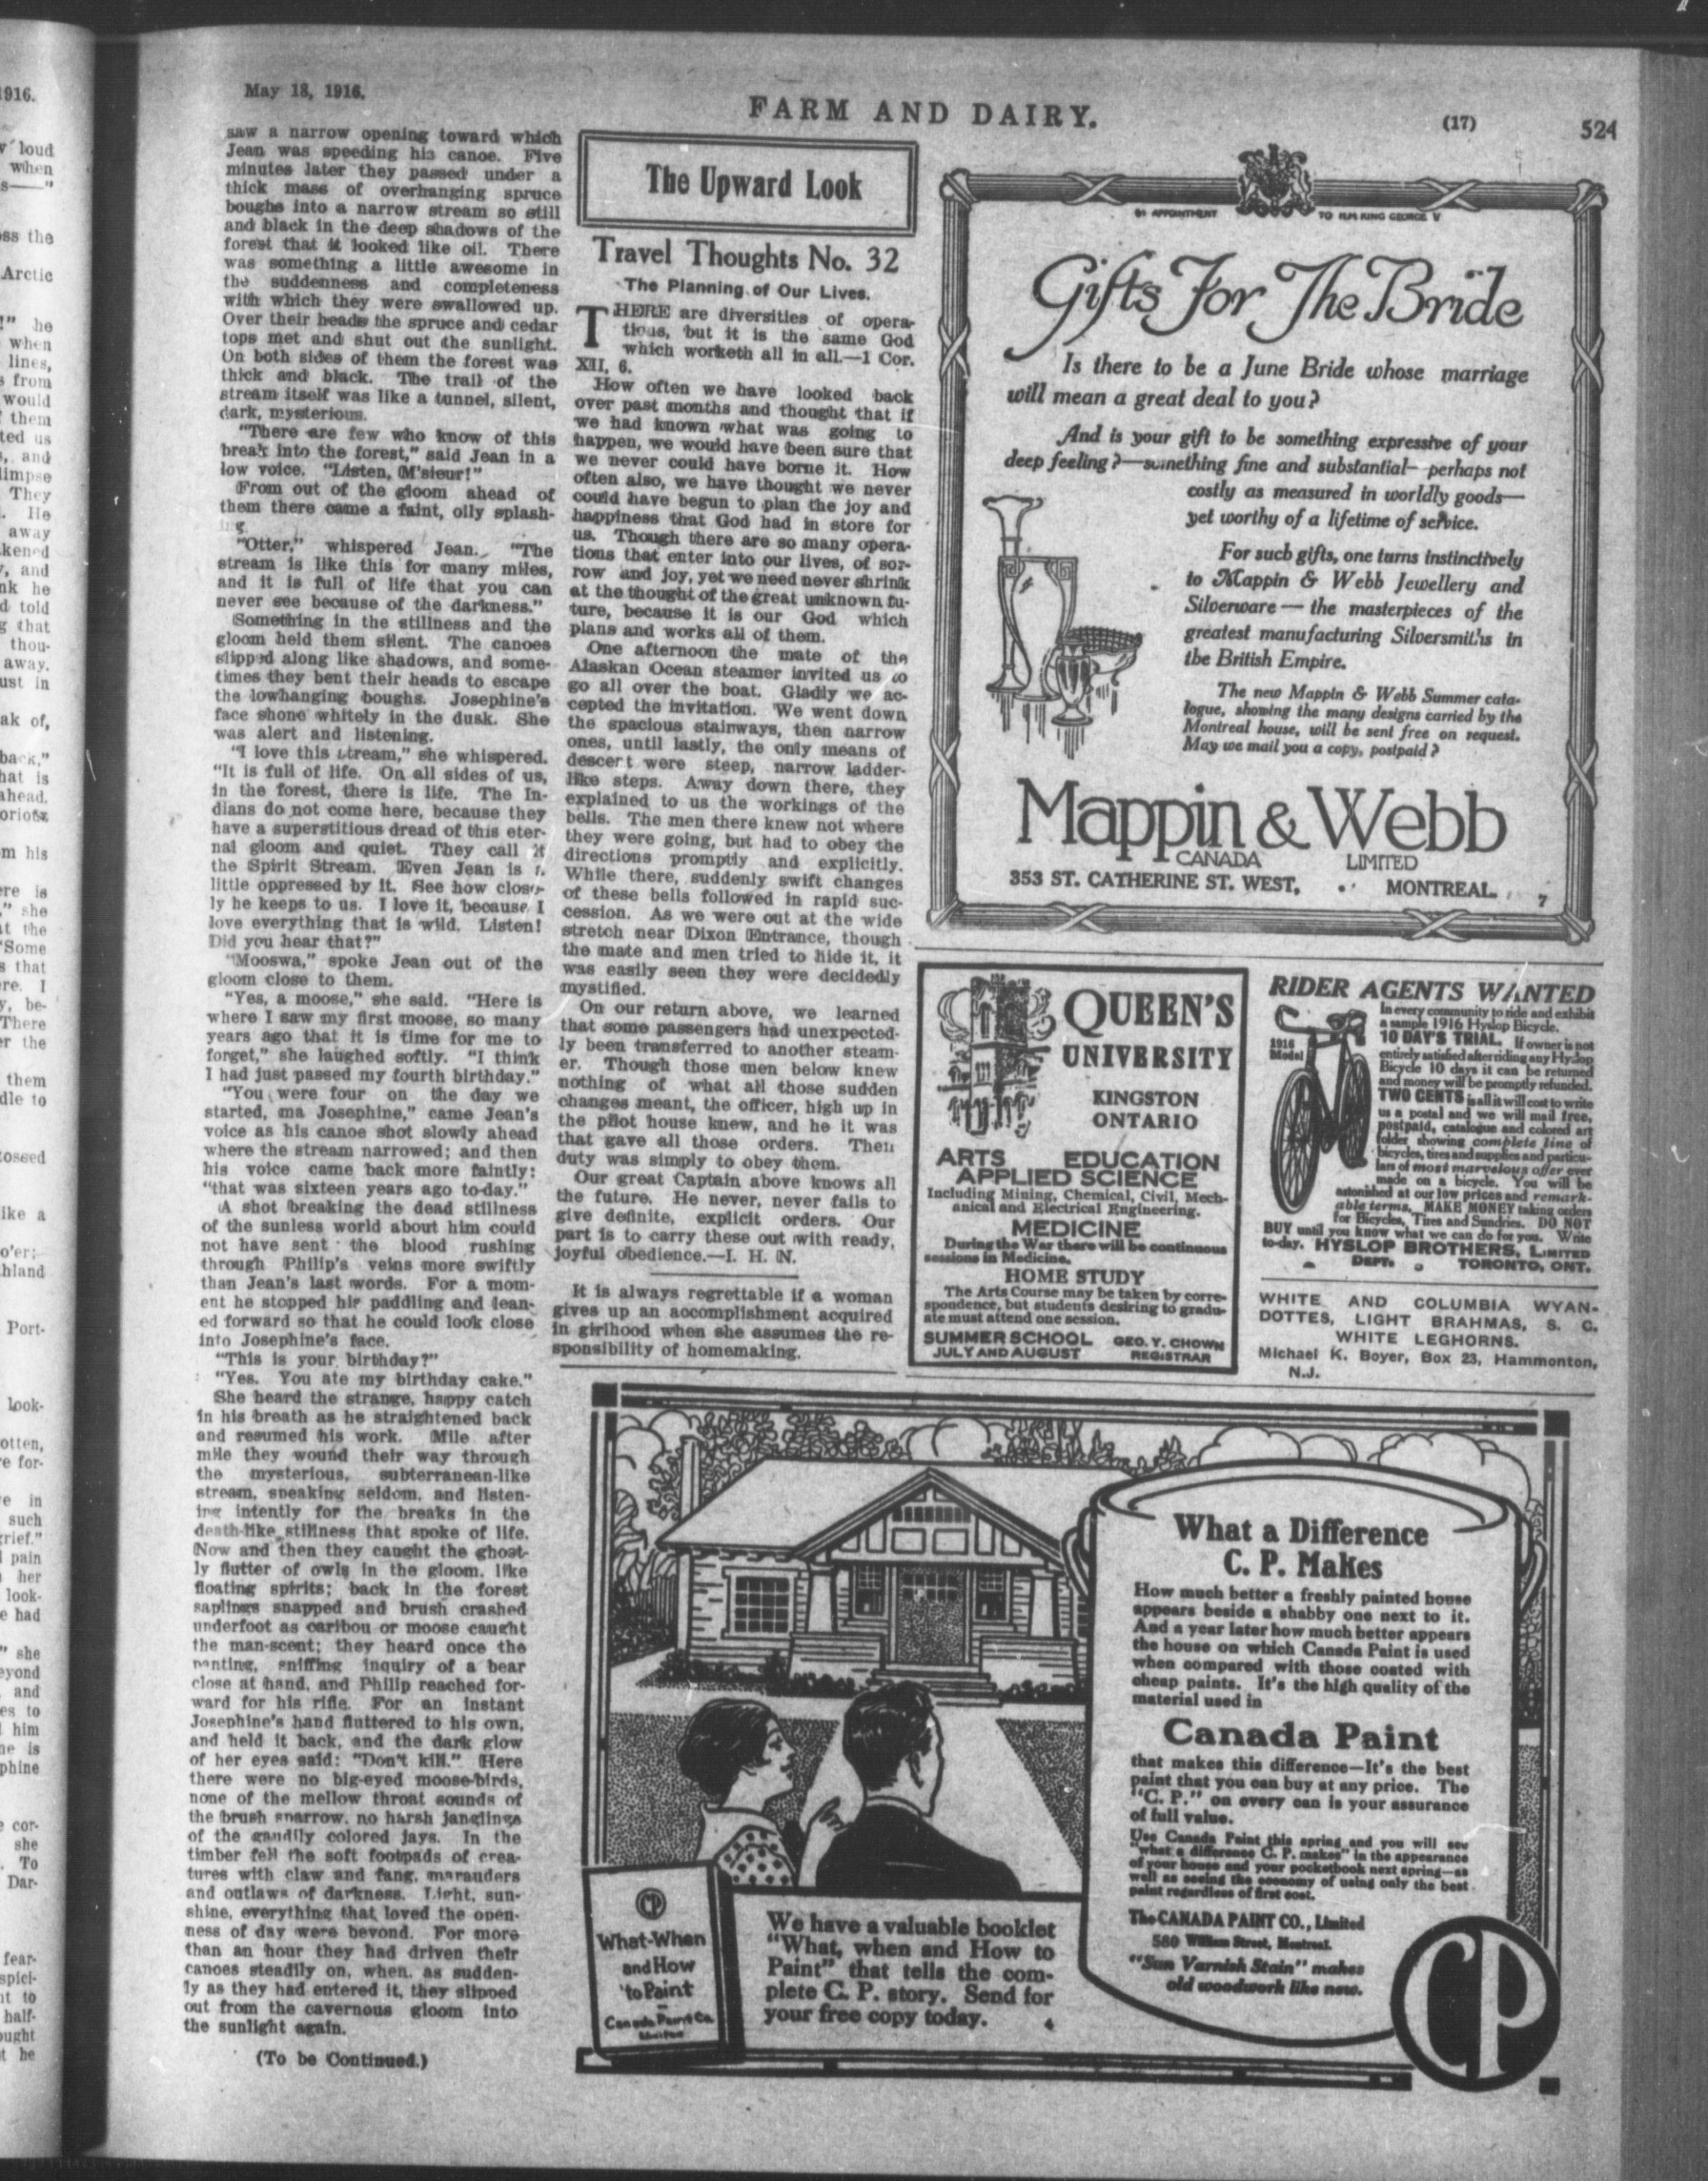 May 18, 1916.
FARM AND DAIRY.
(17)
524
saw a narrow opening toward which
Jean was speeding his canoe. Five
minutes later they passed under a
thick mass of overhanging spruce
boughs into a narrow stream so still
and black in the deep shadows of the
forest that it looked like oil. There
was something a little awesome in
the suddenness and completeness
with which they were swallowed up.
Over their heads the spruce and cedar
tops met and shut out the sunlight.
On both sides of them the forest was
thick and black. The trail of the
stream itself was like a tunnel, silent,
dark, mysterious.
"There are few who know of this
break into the forest," said Jean in a
low voice. "Listen, M'sieur!"
From out of the gloom ahead of
them there came a faint, oily splash-
ing.
"Otter," whispered Jean. "The
stream is like this for many miles,
and it is full of life that you can
never see because of the darkness."
Something in the stillness and the
gloom held them silent. The canoes
slipped along like shadows, and some-
times they bent their heads to escape
the lowhanging boughs. Josephine's
face shone whitely in the dusk. She
was alert and listening.
"I love this stream," she whispered.
"It is full of life. On all sides of us,
in the forest, there is life. The In-
dians do not come here, because they
have a superstitious dread of this eter-
nal gloom and quiet. They call it
the Spirit Stream. Even Jean is a
little oppressed by it. See how close-
ly he keeps to us. I love it, because I
love everything that is wild. Listen!
Did you hear that?"
"Mooswa," spoke Jean out of the
gloom close to them.
"Yes, a moose," she said. "Here is
where I saw my first moose, so many
years ago that it is time for me to
forget," she laughed softly. "I think
I had just passed my fourth birthday."
"You were four on the day we
started, ma Josephine," came Jean's
voice as his canoe shot slowly ahead
where the stream narrowed; and then
his voice came back more faintly:
"that was sixteen years ago to-day."
A shot breaking the dead stillness
of the sunless world about him could
not have sent the blood rushing
through Philip's veins more swiftly
than Jean's last words. For a mom-
ent he stopped his paddling and lean-
ed forward so that he could look close
into Josephine's face.
"This is your birthday?"
"Yes. You ate my birthday cake."
She heard the strange, happy catch
in his breath as he straightened back
and resumed his work. Mile after
mile they wound their way through
the mysterious, subterranean-like
stream, speaking seldom, and listen-
ing intently for the breaks in the
death-like stillness that spoke of life.
Now and then they caught the ghost-
ly flutter of owls in the gloom, like
floating spirits; back in the forest
saplings snapped and brush crashed
underfoot as caribou or moose caught
the man-scent; they heard once the
panting, sniffing inquiry of a bear
close at hand, and Philip reached for-
ward for his rifle. For an instant
Josephine's hand fluttered to his own,
and held it back, and the dark glow
of her eyes said: "Don't kill." Here
there were no big-eyed moose-birds,
none of the mellow throat sounds of
the brush sparrow, no harsh janglings
of the gaudily colored jays. In the
timber fell the soft footpads of crea-
tures with claw and fang, marauders
and outlaws of darkness. Light, sun-
shine, everything that loved the open-
ness of day were beyond. For more
than an hour they had driven their
canoes steadily on, when, as sudden-
ly as they had entered it, they slipped
out from the cavernous gloom into
the sunlight again.
(To be Continued.)
The Upward Look
Travel Thoughts No. 32
The Planning of Our Lives.
THERE are diversities of opera-
tions, but it is the same God
which worketh all in all.—1 Cor.
XII, 6.
How often we have looked back
over past months and thought that if
we had known what was going to
happen, we would have been sure that
we never could have borne it. How
often also, we have thought we never
could have begun to plan the joy and
happiness that God had in store for
us. Though there are so many opera-
tions that enter into our lives, of sor-
row and joy, yet we need never shrink
at the thought of the great unknown fu-
ture, because it is our God which
plans and works all of them.
One afternoon the mate of the
Alaskan Ocean steamer invited us to
go all over the boat. Gladly we ac-
cepted the invitation. We went down
the spacious stainways, then narrow
ones, until lastly, the only means of
descent were steep, narrow ladder-
like steps. Away down there, they
explained to us the workings of the
bells. The men there knew not where
they were going, but had to obey the
directions promptly and explicitly.
While there, suddenly swift changes
of these bells followed in rapid suc-
cession. As we were out at the wide
stretch near Dixon Entrance, though
the mate and men tried to hide it, it
was easily seen they were decidedly
mystified.
On our return above, we learned
that some passengers had unexpected-
ly been transferred to another steam-
er. Though those men below knew
nothing of what all those sudden
changes meant, the officer, high up in
the pilot house knew, and he it was
that gave all those orders. Their
duty was simply to obey them.
Our great Captain above knows all
the future. He never, never fails to
give definite, explicit orders. Our
part is to carry these out with ready,
joyful obedience.—I. H. N.
It is always regrettable if a woman
gives up an accomplishment acquired
in girlhood when she assumes the re-
sponsibility of homemaking.
BY APPOINTMENT TO H.M. KING GEORGE V
Gifts For The Bride
Is there to be a June Bride whose marriage
will mean a great deal to you?
And is your gift to be something expressive of your
deep feeling?—something fine and substantial—perhaps not
costly as measured in worldly goods—
yet worthy of a lifetime of service.
For such gifts, one turns instinctively
to Mappin & Webb Jewellery and
Silverware — the masterpieces of the
greatest manufacturing Silversmiths in
the British Empire.
The new Mappin & Webb Summer cata-
logue, showing the many designs carried by the
Montreal house, will be sent free on request.
May we mail you a copy, postpaid?
Mappin & Webb
CANADA LIMITED
353 ST. CATHERINE ST. WEST, MONTREAL.
7
QUEEN'S
UNIVERSITY
KINGSTON
ONTARIO
ARTS EDUCATION
APPLIED SCIENCE
Including Mining, Chemical, Civil, Mech-
anical and Electrical Engineering.
MEDICINE
During the War there will be continuous
sessions in Medicine.
HOME STUDY
The Arts Course may be taken by corre-
spondence, but students desiring to gradu-
ate must attend one session.
SUMMER SCHOOL GEO. Y. CHOWN
JULY AND AUGUST REGISTRAR
RIDER AGENTS WANTED
1916
Model
In every community to ride and exhibit
a sample 1916 Hyslop Bicycle.
10 DAY'S TRIAL. If owner is not
entirely satisfied after riding any Hyslop
Bicycle 10 days it can be returned
and money will be promptly refunded.
TWO CENTS is all it will cost to write
us a postal and we will mail free,
postpaid, catalogue and colored art
folder showing complete line of
bicycles, tires and supplies and particu-
lars of most marvelous offer ever
made on a bicycle. You will be
astonished at our low prices and remark-
able terms. MAKE MONEY taking orders
for Bicycles, Tires and Sundries. DO NOT
BUY until you know what we can do for you. Write
to-day. HYSLOP BROTHERS, LIMITED
DEPT. TORONTO, ONT.
WHITE AND COLUMBIA WYAN-
DOTTES, LIGHT BRAHMAS, S. C.
WHITE LEGHORNS.
Michael K. Boyer, Box 23, Hammonton,
N.J.
What a Difference
C. P. Makes
How much better a freshly painted house
appears beside a shabby one next to it.
And a year later how much better appears
the house on which Canada Paint is used
when compared with those coated with
cheap paints. It's the high quality of the
material used in
Canada Paint
that makes this difference—It's the best
paint that you can buy at any price. The
"C. P." on every can is your assurance
of full value.
Use Canada Paint this spring and you will see
"what a difference C. P. makes" in the appearance
of your house and your pocketbook next spring—as
well as seeing the economy of using only the best
paint regardless of first cost.
The CANADA PAINT CO., Limited
580 William Street, Montreal.
"Sun Varnish Stain" makes
old woodwork like new.
CP
CP
What-When
and How
to Paint
Canada Paint Co.
We have a valuable booklet
"What, when and How to
Paint" that tells the com-
plete C. P. story. Send for
your free copy today.
4